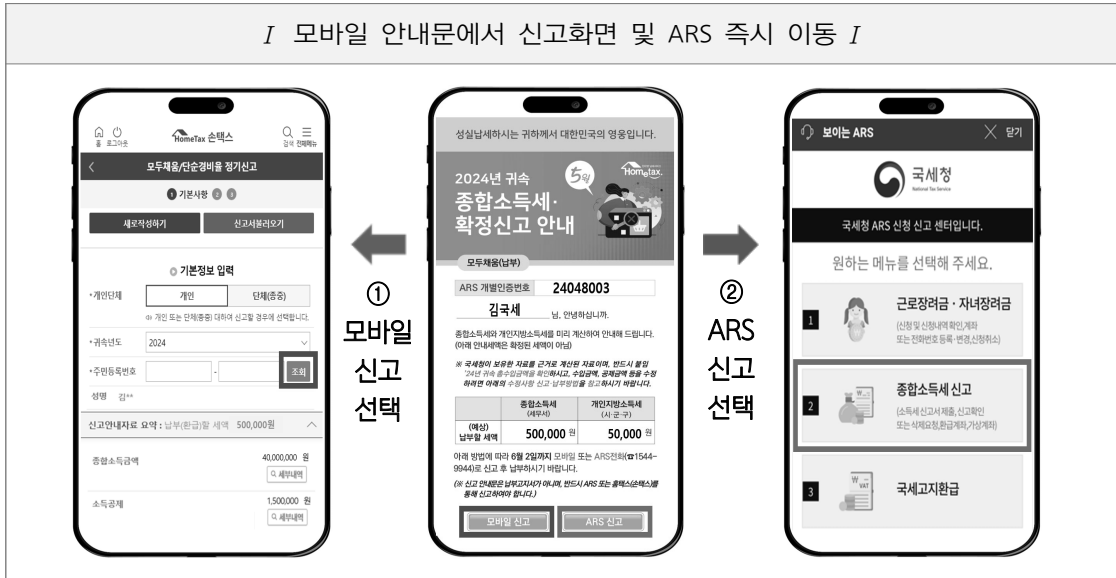 Ⅰ 모바일 안내문에서 신고화면 및 ARS 즉시 이동 Ⅰ
홈 로그아웃
HomeTax 손택스
검색 전체메뉴
모두채움/단순경비율 정기신고
1 기본사항 2 3
새로작성하기 신고서불러오기
기본정보 입력
*개인단체 개인 단체(종중)
개인 또는 단체(종중) 대하여 신고할 경우에 선택합니다.
*귀속년도 2024
*주민등록번호 - 조회
성명 김**
신고안내자료 요약 : 납부(환급)할 세액 500,000원
종합소득금액 40,000,000 원
세부내역
소득공제 1,500,000 원
세부내역
①
모바일
신고
선택
성실납세하시는 귀하께서 대한민국의 영웅입니다.
2024년 귀속
종합소득세·
확정신고 안내
5월
Hometax.
모두채움(납부)
ARS 개별인증번호 24048003
김국세 님, 안녕하십니까.
종합소득세와 개인지방소득세를 미리 계산하여 안내해 드립니다.
(아래 안내세액은 확정된 세액이 아님)
※ 국세청이 보유한 자료를 근거로 계산된 자료이며, 반드시 붙임
'24년 귀속 총수입금액을 확인하시고, 수입금액, 공제금액 등을 수정
하려면 아래의 수정사항 신고·납부방법을 참고하시기 바랍니다.
종합소득세 개인지방소득세
(세무서) (시·군·구)
(예상)
납부할 세액 500,000 원 50,000 원
아래 방법에 따라 6월 2일까지 모바일 또는 ARS전화(☎1544-
9944)로 신고 후 납부하시기 바랍니다.
(※ 신고 안내문은 납부고지서가 아니며, 반드시 ARS 또는 홈택스(손택스)를
통해 신고하여야 합니다.)
모바일 신고 ARS 신고
②
ARS
신고
선택
보이는 ARS 닫기
국세청
National Tax Service
국세청 ARS 신청 신고 센터입니다.
원하는 메뉴를 선택해 주세요.
1 근로장려금·자녀장려금
(신청 및 신청내역 확인,계좌
또는 전화번호 등록·변경,신청취소)
2 종합소득세 신고
(소득세 신고서 제출, 신고확인
또는 삭제요청,환급계좌,가상계좌)
3 국세고지환급
W
VAT